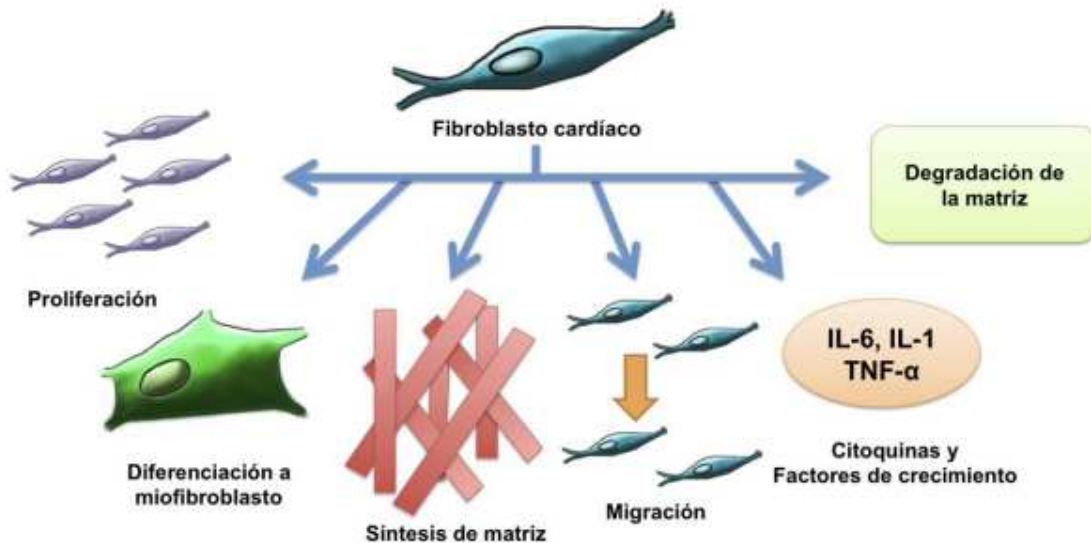 Fibroblasto cardíaco
Degradación de
la matriz
Proliferación
IL-6, IL-1
TNF-α
Diferenciación a
miofibroblasto
Síntesis de matriz
Migración
Citoquinas y
Factores de crecimiento